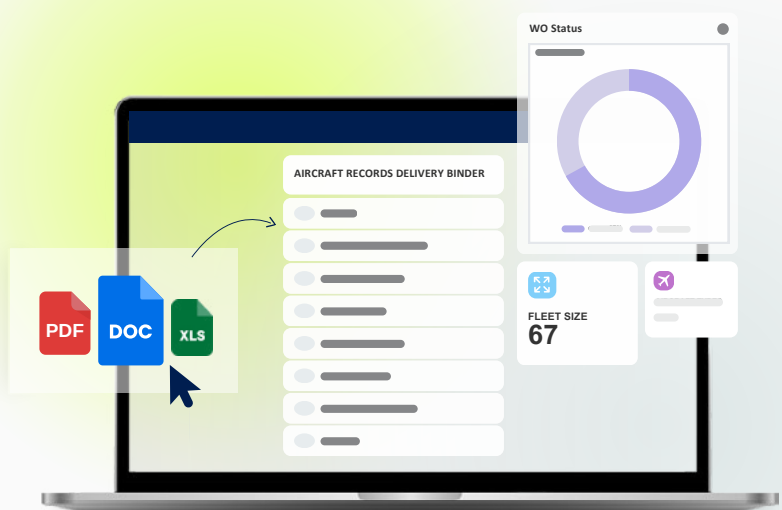 WO Status
AIRCRAFT RECORDS DELIVERY BINDER
PDF
DOC
XLS
FLEET SIZE
67